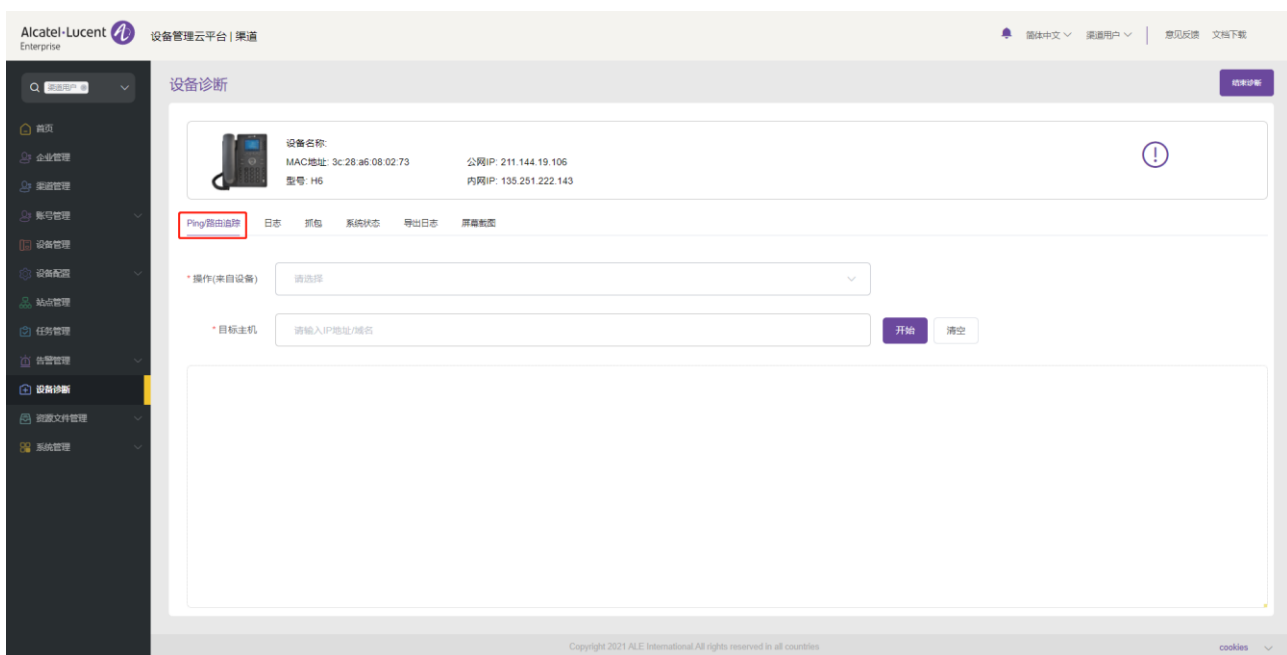 Alcatel·Lucent
Enterprise
设备管理云平台 | 渠道
简体中文 渠道用户 意见反馈 文档下载
渠道用户
首页
企业管理
渠道管理
账号管理
设备管理
设备配置
站点管理
任务管理
告警管理
设备诊断
资源文件管理
系统管理
设备诊断
结束诊断
设备名称:
MAC地址: 3c:28:a6:08:02:73 公网IP: 211.144.19.106
型号: H6 内网IP: 135.251.222.143
Ping/路由追踪 日志 抓包 系统状态 导出日志 屏幕截图
*操作(来自设备) 请选择
*目标主机 请输入IP地址/域名 开始 清空
Copyright 2021 ALE International.All rights reserved in all countries
cookies